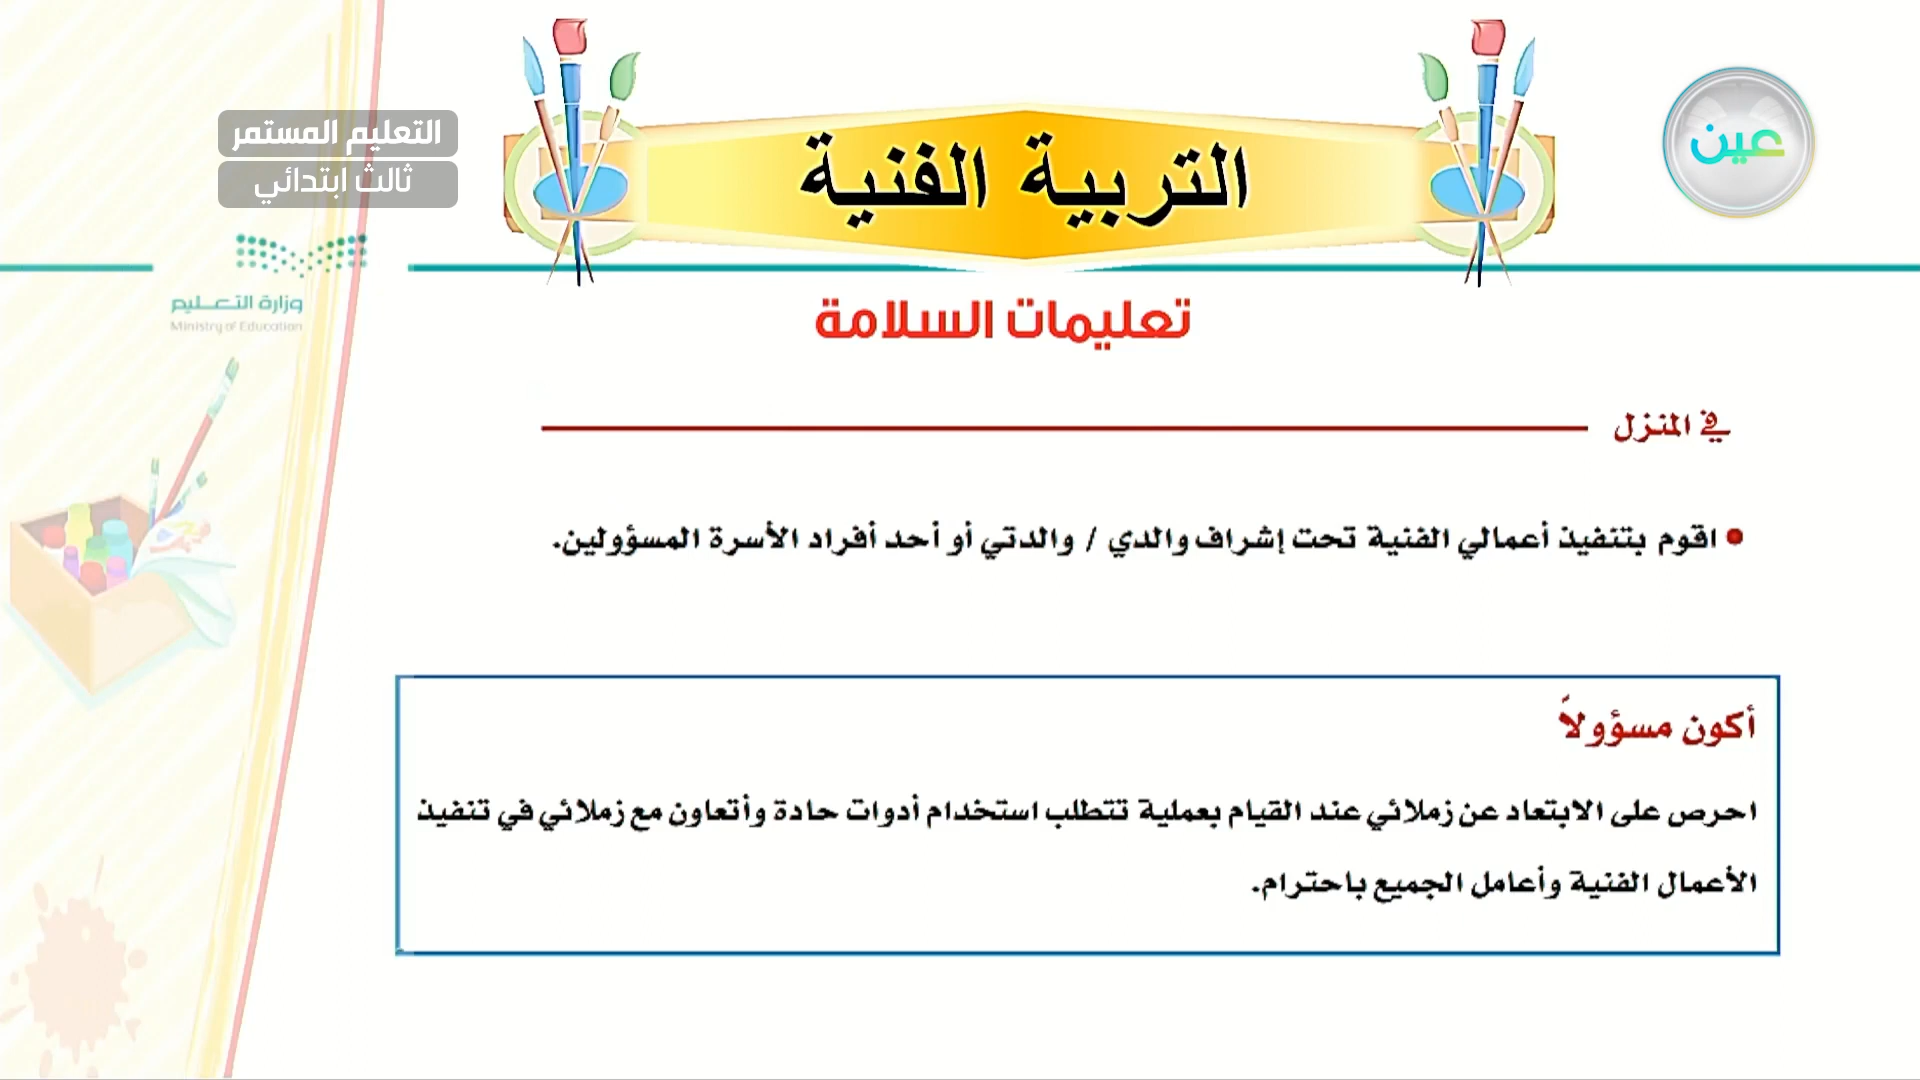 التربية الفنية
عين
التعليم المستمر
ثالث ابتدائي
وزارة التعليم
Ministry of Education
تعليمات السلامة
في المنزل
• اقوم بتنفيذ أعمالي الفنية تحت إشراف والدي / والدتي أو أحد أفراد الأسرة المسؤولين.
أكون مسؤولاً
احرص على الابتعاد عن زملائي عند القيام بعملية تتطلب استخدام أدوات حادة وأتعاون مع زملائي في تنفيذ
الأعمال الفنية وأعامل الجميع باحترام.